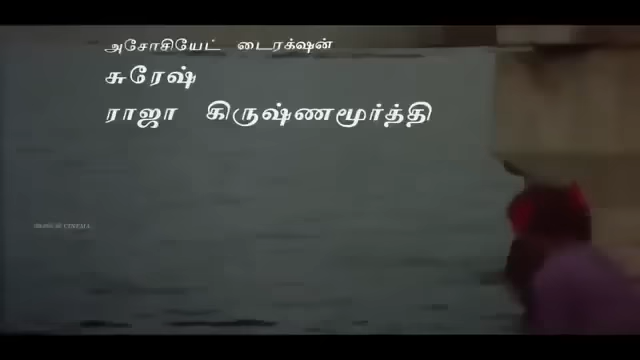 அசோசியேட் டைரக்ஷன்
சுரேஷ்
ராஜா கிருஷ்ணமூர்த்தி